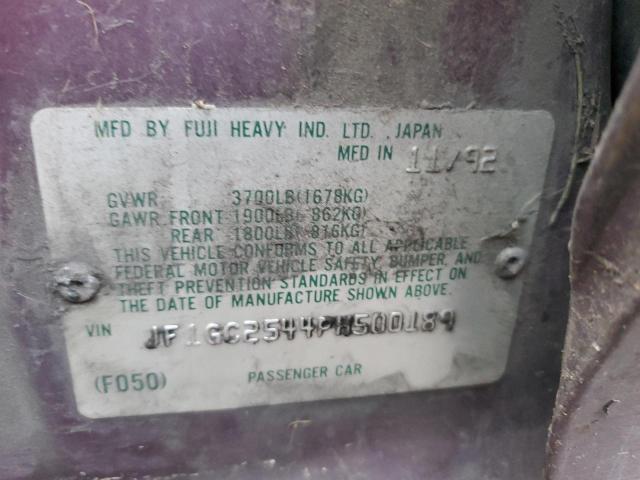 MFD BY FUJI HEAVY IND. LTD. JAPAN
MED IN 11/92
GVWR 3700LB(1678KG)
GAWR FRONT 1900LB( 862KG)
REAR 1800LB( 816KG)
THIS VEHICLE CONFORMS TO ALL APPLICABLE
FEDERAL MOTOR VEHICLE SAFETY, BUMPER, AND
THEFT PREVENTION STANDARDS IN EFFECT ON
THE DATE OF MANUFACTURE SHOWN ABOVE.
VIN JF1GC2544PH500189
(F050) PASSENGER CAR